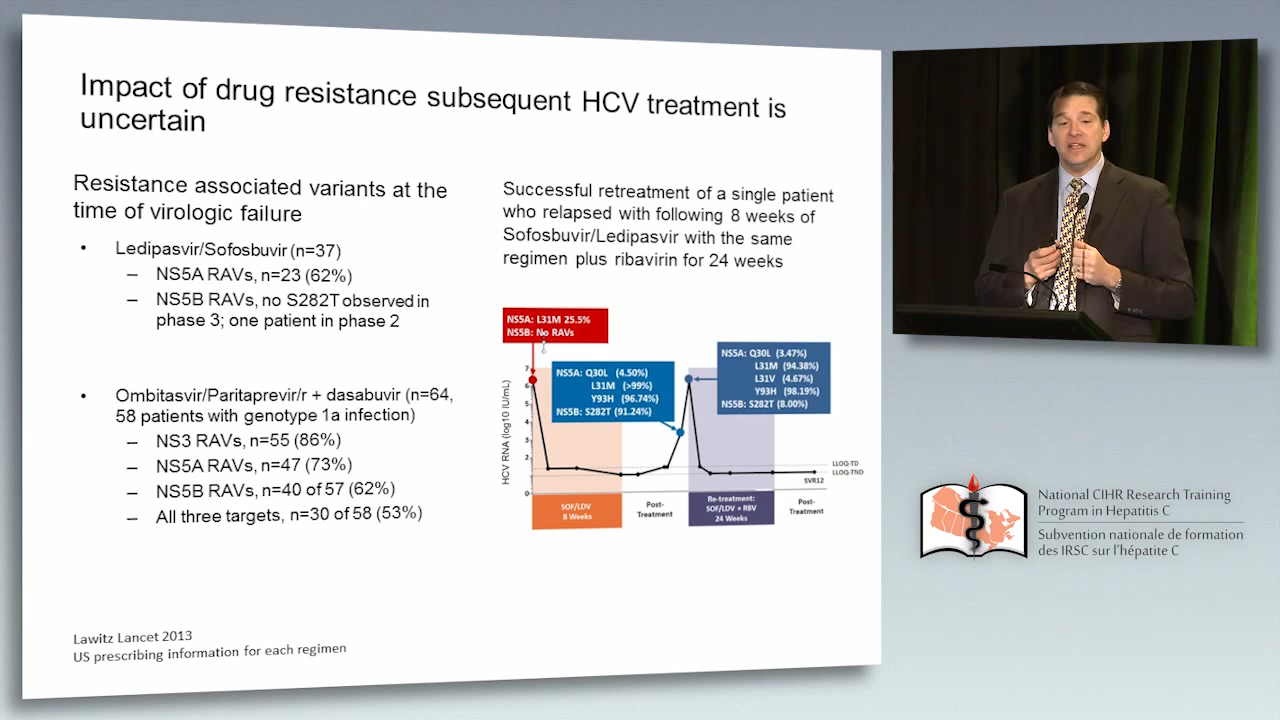 Impact of drug resistance subsequent HCV treatment is
uncertain
Resistance associated variants at the
time of virologic failure
• Ledipasvir/Sofosbuvir (n=37)
– NS5A RAVs, n=23 (62%)
– NS5B RAVs, no S282T observed in
phase 3; one patient in phase 2
• Ombitasvir/Paritaprevir/r + dasabuvir (n=64,
58 patients with genotype 1a infection)
– NS3 RAVs, n=55 (86%)
– NS5A RAVs, n=47 (73%)
– NS5B RAVs, n=40 of 57 (62%)
– All three targets, n=30 of 58 (53%)
Lawitz Lancet 2013
US prescribing information for each regimen
Successful retreatment of a single patient
who relapsed with following 8 weeks of
Sofosbuvir/Ledipasvir with the same
regimen plus ribavirin for 24 weeks
NS5A: L31M 25.5%
NS5B: No RAVs
NS5A: Q30L (4.50%)
L31M (>99%)
Y93H (96.74%)
NS5B: S282T (91.24%)
NS5A: Q30L (3.47%)
L31M (94.38%)
L31V (4.67%)
Y93H (98.19%)
NS5B: S282T (8.00%)
HCV RNA (log10 IU/mL)
7
6
5
4
3
2
1
0
LLOQ-TD
LLOQ-TND
SVR12
SOF/LDV
8 Weeks
Post-
Treatment
Re-treatment:
SOF/LDV + RBV
24 Weeks
Post-
Treatment
National CIHR Research Training
Program in Hepatitis C
Subvention nationale de formation
des IRSC sur l'hépatite C